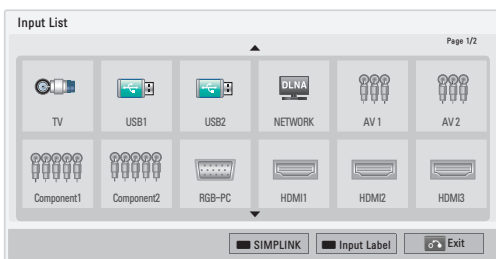 Input List
Page 1/2
DLNA
TV USB1 USB2 NETWORK AV 1 AV 2
Component1 Component2 RGB-PC HDMI1 HDMI2 HDMI3
SIMPLINK Input Label Exit